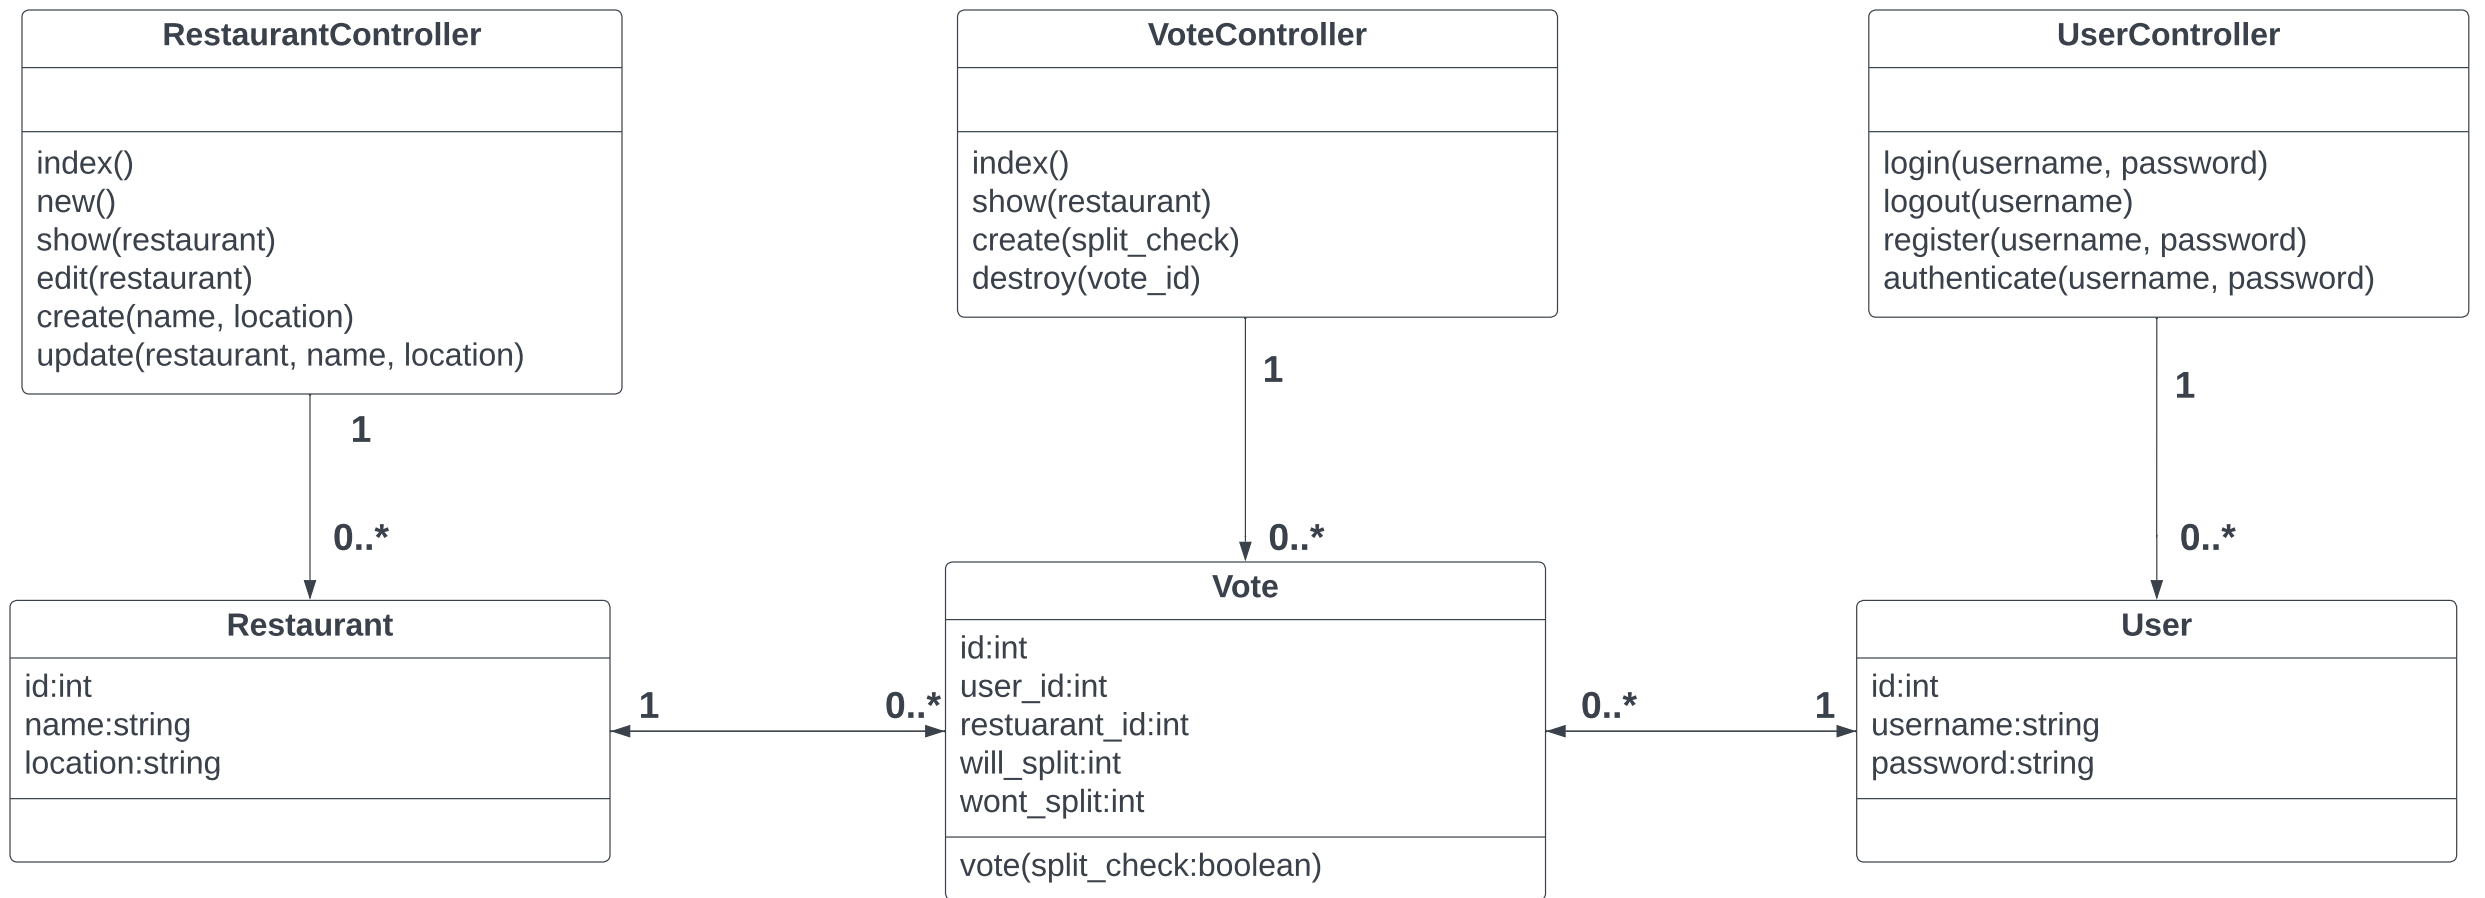 RestaurantController
index()
new()
show(restaurant)
edit(restaurant)
create(name, location)
update(restaurant, name, location)
VoteController
index()
show(restaurant)
create(split_check)
destroy(vote_id)
UserController
login(username, password)
logout(username)
register(username, password)
authenticate(username, password)
1
0..*
1
0..*
1
0..*
Restaurant
id:int
name:string
location:string
1
0..*
Vote
id:int
user_id:int
restuarant_id:int
will_split:int
wont_split:int
vote(split_check:boolean)
0..*
1
User
id:int
username:string
password:string